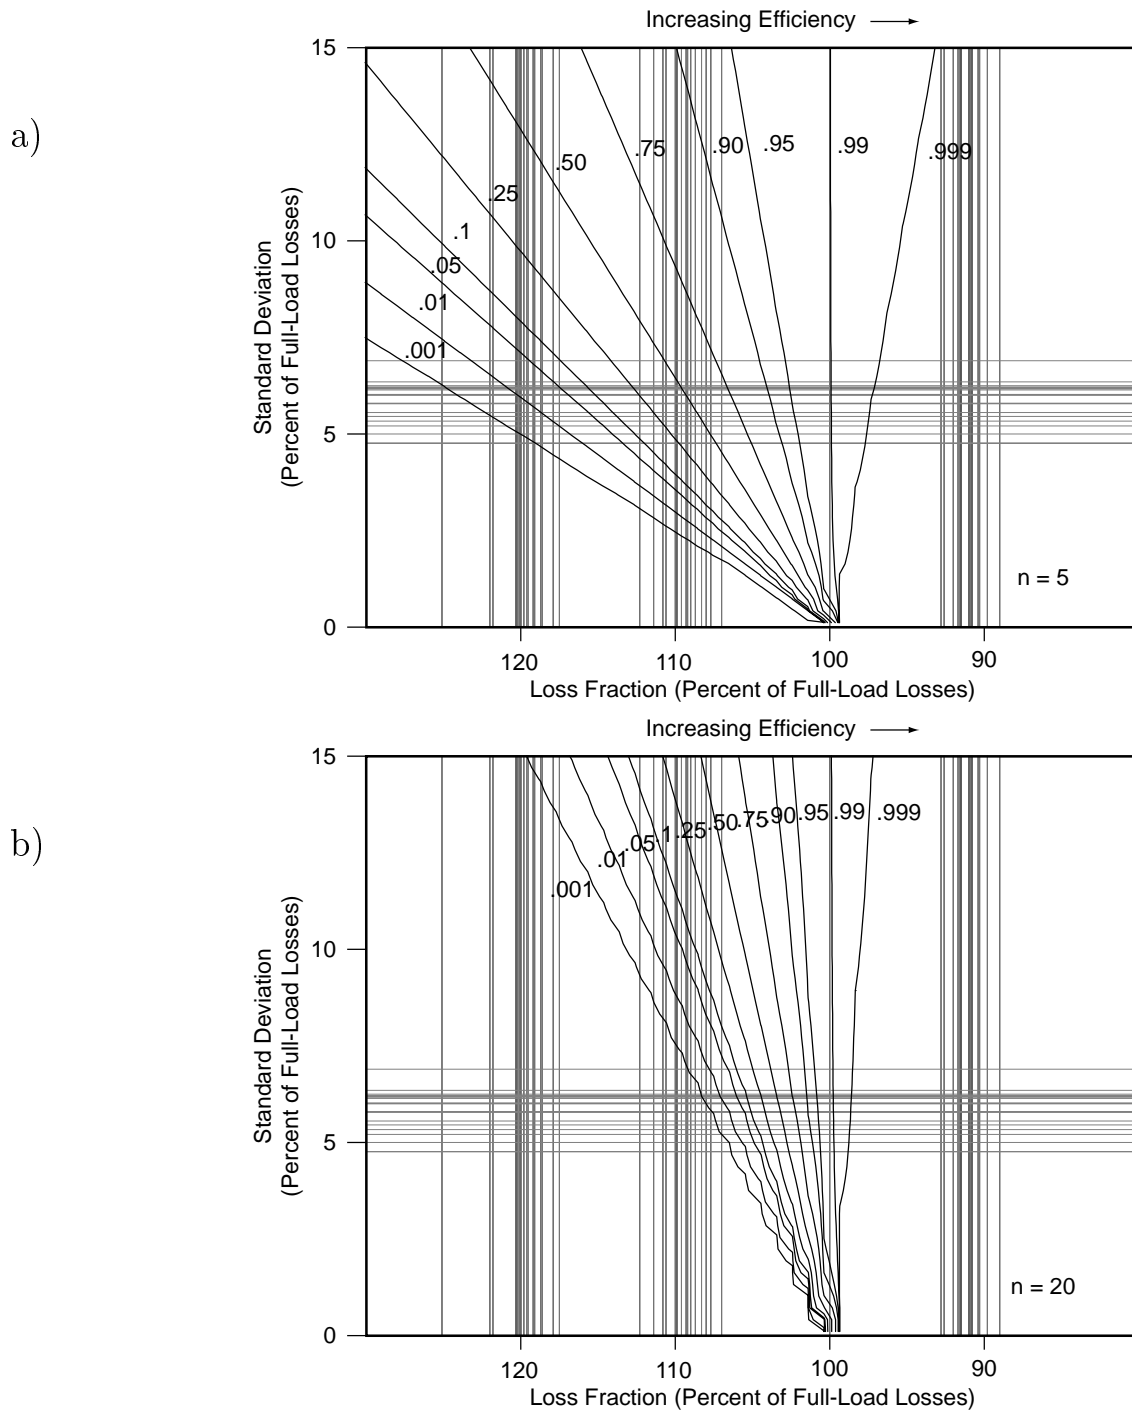 Increasing Efficiency
a)
15
10
5
0
Standard Deviation
(Percent of Full-Load Losses)
.001
.01
.05
.1
.25
.50
.75
.90
.95
.99
.999
n = 5
120 110 100 90
Loss Fraction (Percent of Full-Load Losses)
Increasing Efficiency
b)
15
10
5
0
Standard Deviation
(Percent of Full-Load Losses)
.001
.01
.05
.1
.25
.50
.75
.90
.95
.99
.999
n = 20
120 110 100 90
Loss Fraction (Percent of Full-Load Losses)